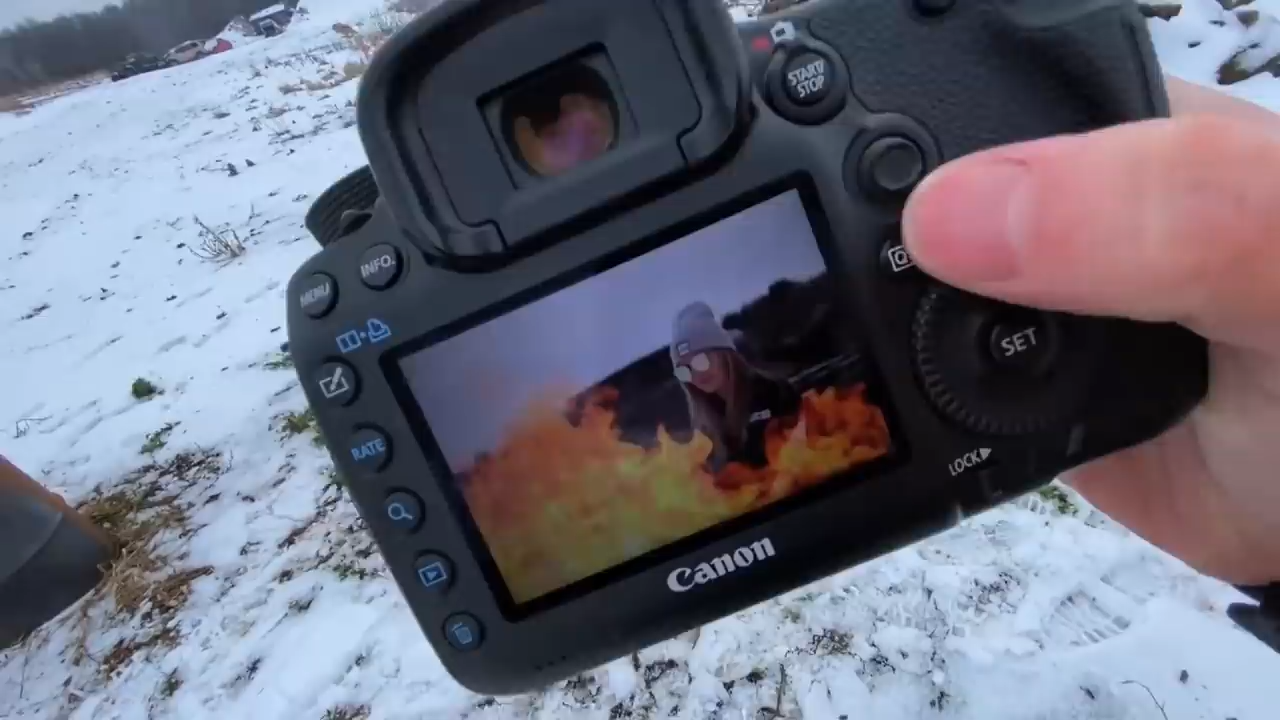 START/
STOP
INFO.
MENU
Q
SET
RATE
LOCK▶
Canon